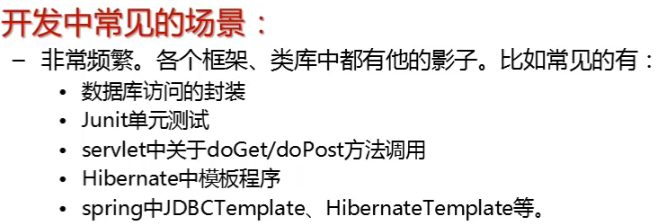 开发中常见的场景：
– 非常频繁。各个框架、类库中都有他的影子。比如常见的有：
• 数据库访问的封装
• Junit单元测试
• servlet中关于doGet/doPost方法调用
• Hibernate中模板程序
• spring中JDBCTemplate、HibernateTemplate等。